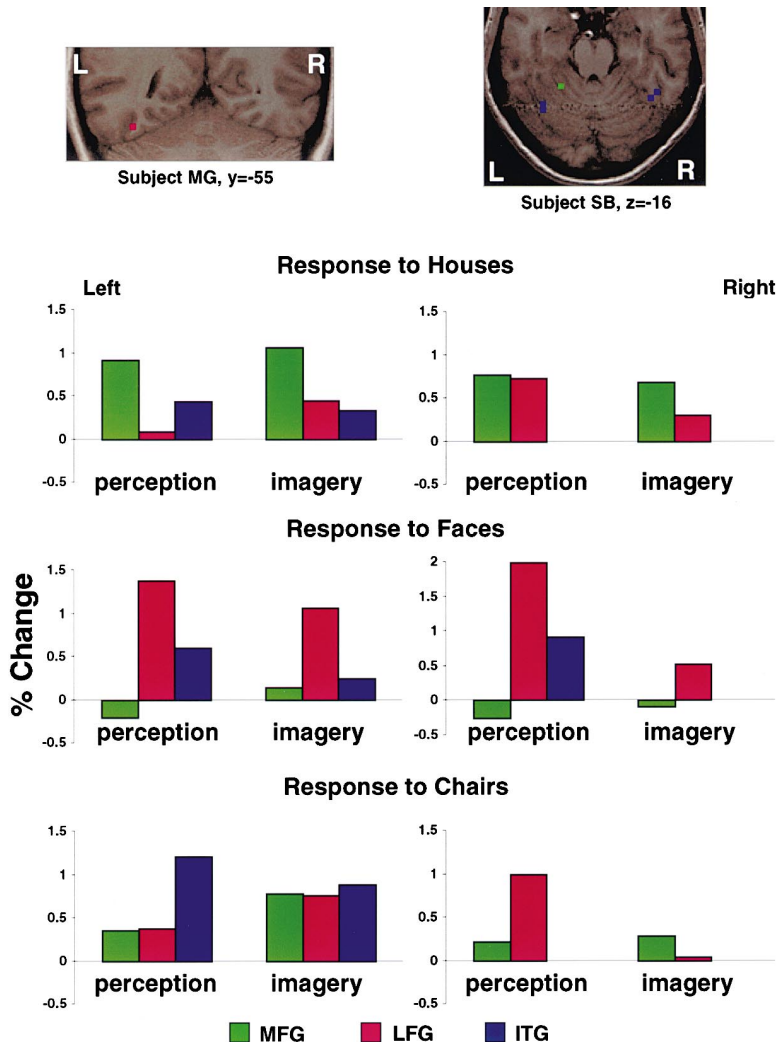 L R
L R
Subject MG, y=-55
Subject SB, z=-16
Response to Houses
Left Right
1.5
1
0.5
0
-0.5
perception imagery
1.5
1
0.5
0
-0.5
perception imagery
Response to Faces
% Change
1.5
1
0.5
0
-0.5
perception imagery
2
1.5
1
0.5
0
-0.5
perception imagery
Response to Chairs
1.5
1
0.5
0
-0.5
perception imagery
1.5
1
0.5
0
-0.5
perception imagery
MFG LFG ITG